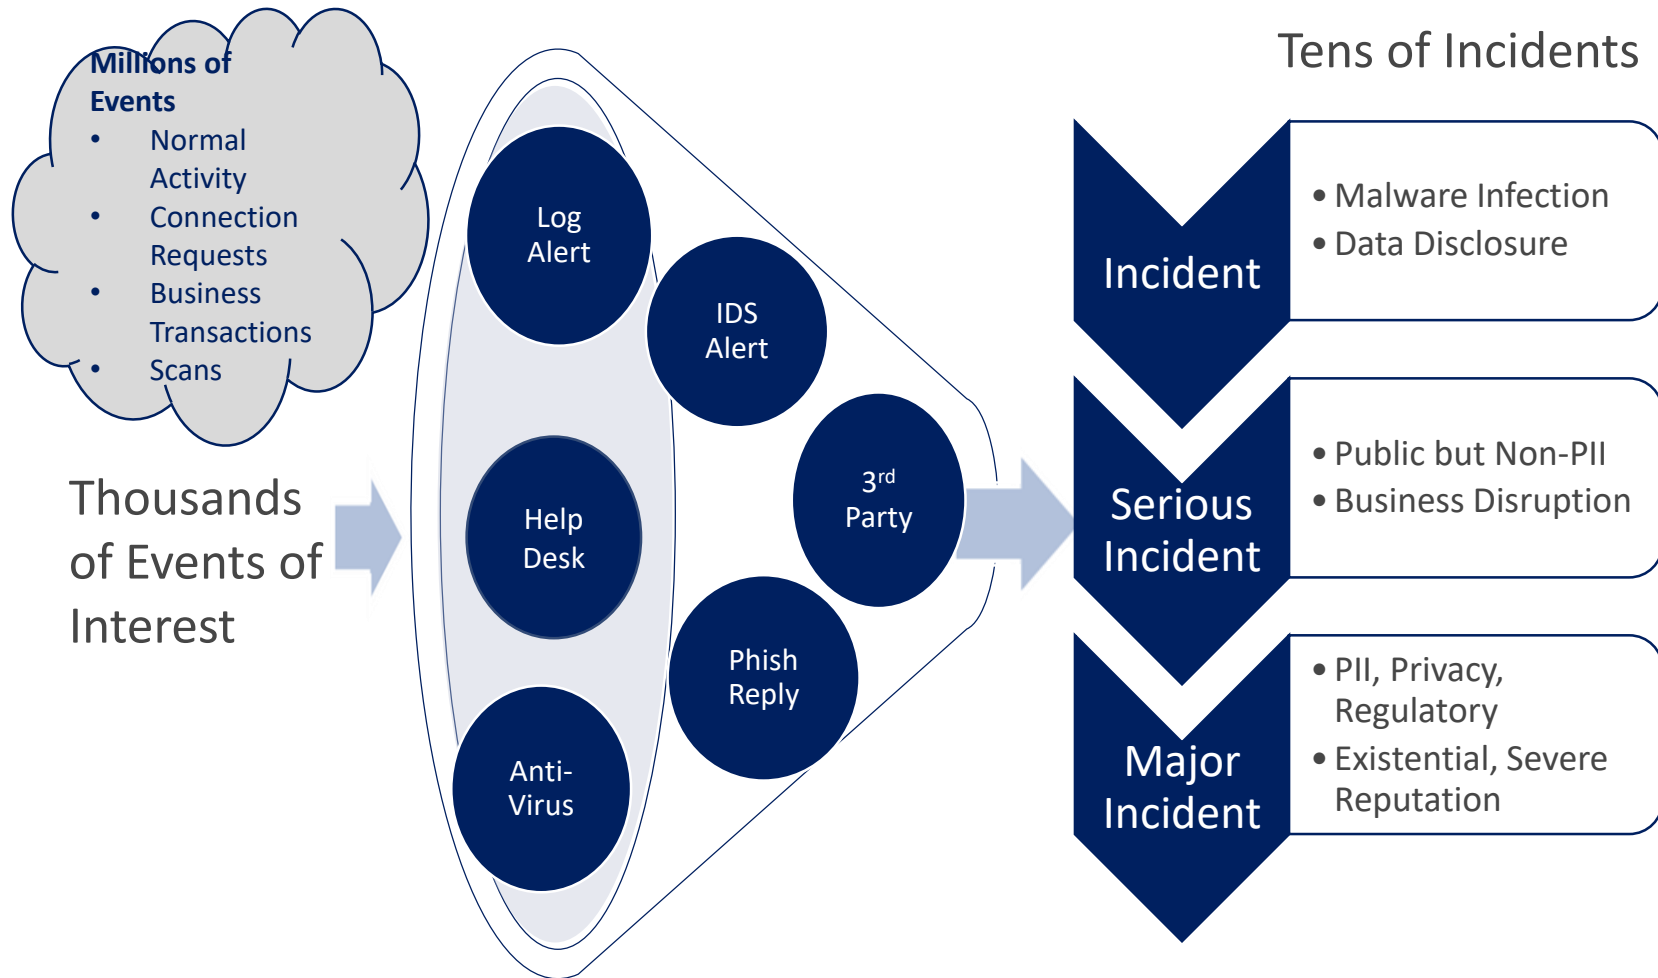 Millions of
Events
• Normal
Activity
• Connection
Requests
• Business
Transactions
• Scans
Thousands
of Events of
Interest
Log
Alert
IDS
Alert
3rd
Party
Help
Desk
Phish
Reply
Anti-
Virus
Tens of Incidents
Incident
• Malware Infection
• Data Disclosure
Serious
Incident
• Public but Non-PII
• Business Disruption
Major
Incident
• PII, Privacy,
Regulatory
• Existential, Severe
Reputation